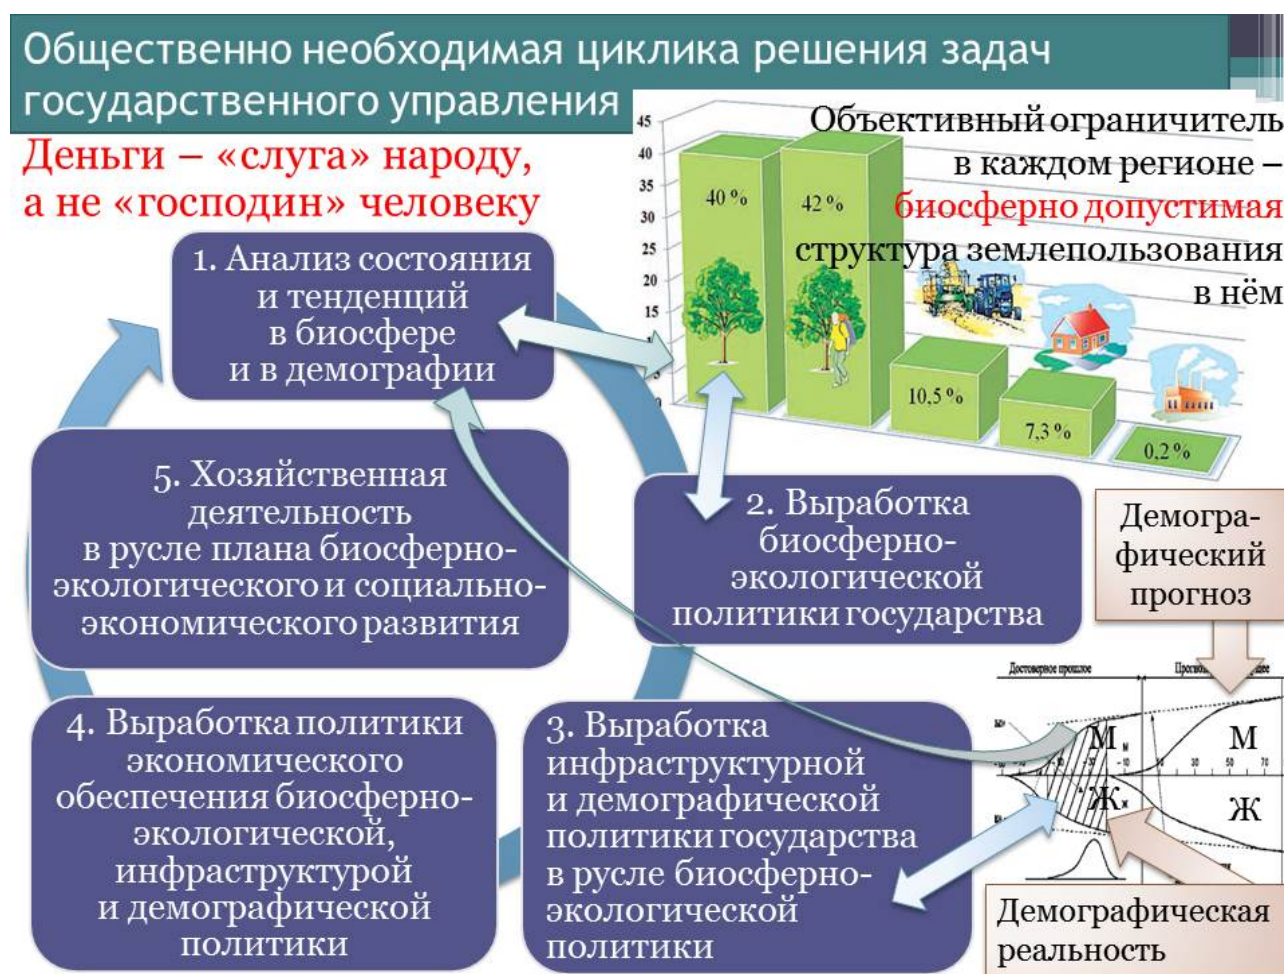 Общественно необходимая циклика решения задач
государственного управления
Деньги – «слуга» народу,
а не «господин» человеку
Объективный ограничитель
в каждом регионе –
биосферно допустимая
структура землепользования
в нём
45
40
35
30
25
20
15
40 %
42 %
10,5 %
7,3 %
0,2 %
1. Анализ состояния
и тенденций
в биосфере
и в демографии
2. Выработка
биосферно-
экологической
политики государства
3. Выработка
инфраструктурной
и демографической
политики государства
в русле биосферно-
экологической
политики
4. Выработка политики
экономического
обеспечения биосферно-
экологической,
инфраструктурой
и демографической
политики
5. Хозяйственная
деятельность
в русле плана биосферно-
экологического и социально-
экономического развития
Демогра-
фический
прогноз
Достоверное прошлое
М
М
Ж
Ж
10
30
50
70
Демографическая
реальность